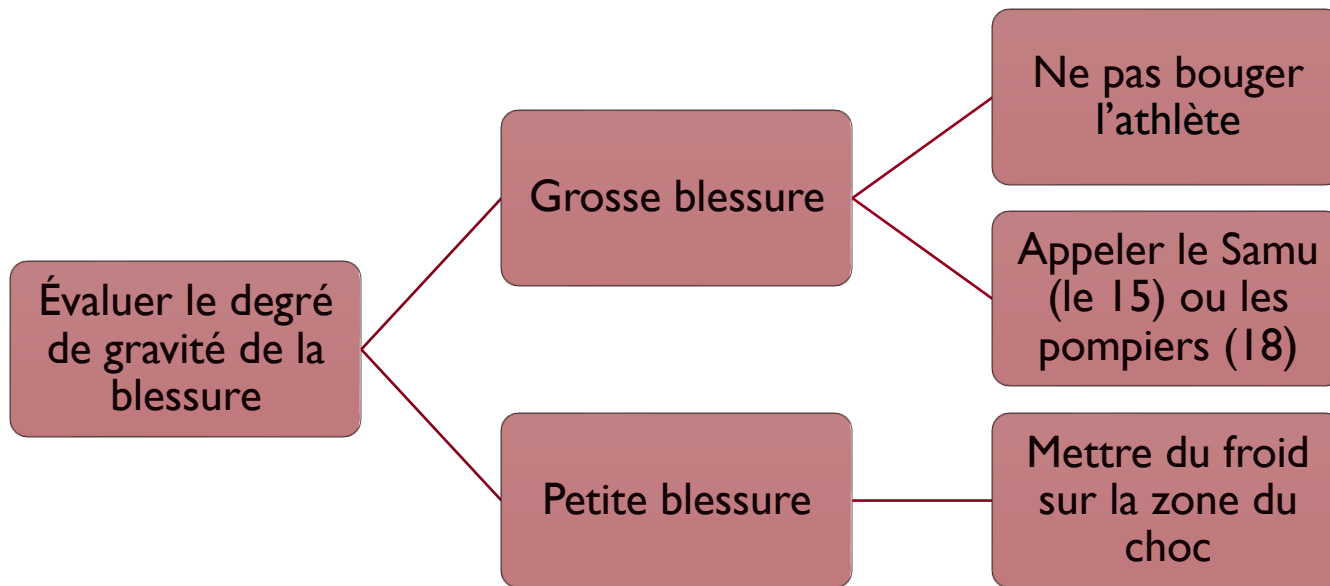 Évaluer le degré
de gravité de la
blessure
Grosse blessure
Ne pas bouger
l’athlète
Appeler le Samu
(le 15) ou les
pompiers (18)
Petite blessure
Mettre du froid
sur la zone du
choc